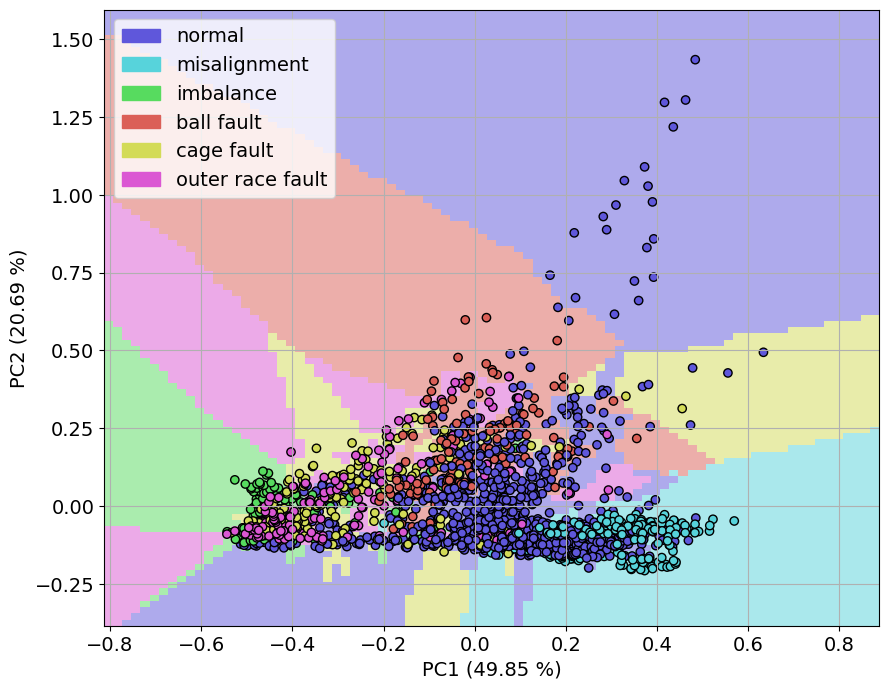 normal
misalignment
imbalance
ball fault
cage fault
outer race fault
1.50
1.25
1.00
0.75
0.50
0.25
0.00
−0.25
PC2 (20.69 %)
−0.8 −0.6 −0.4 −0.2 0.0 0.2 0.4 0.6 0.8
PC1 (49.85 %)